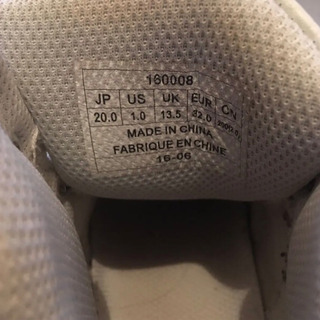 160008
JP US UK EUR CN
20.0 1.0 13.5 32.0
MADE IN CHINA
FABRIQUE EN CHINE
16-06